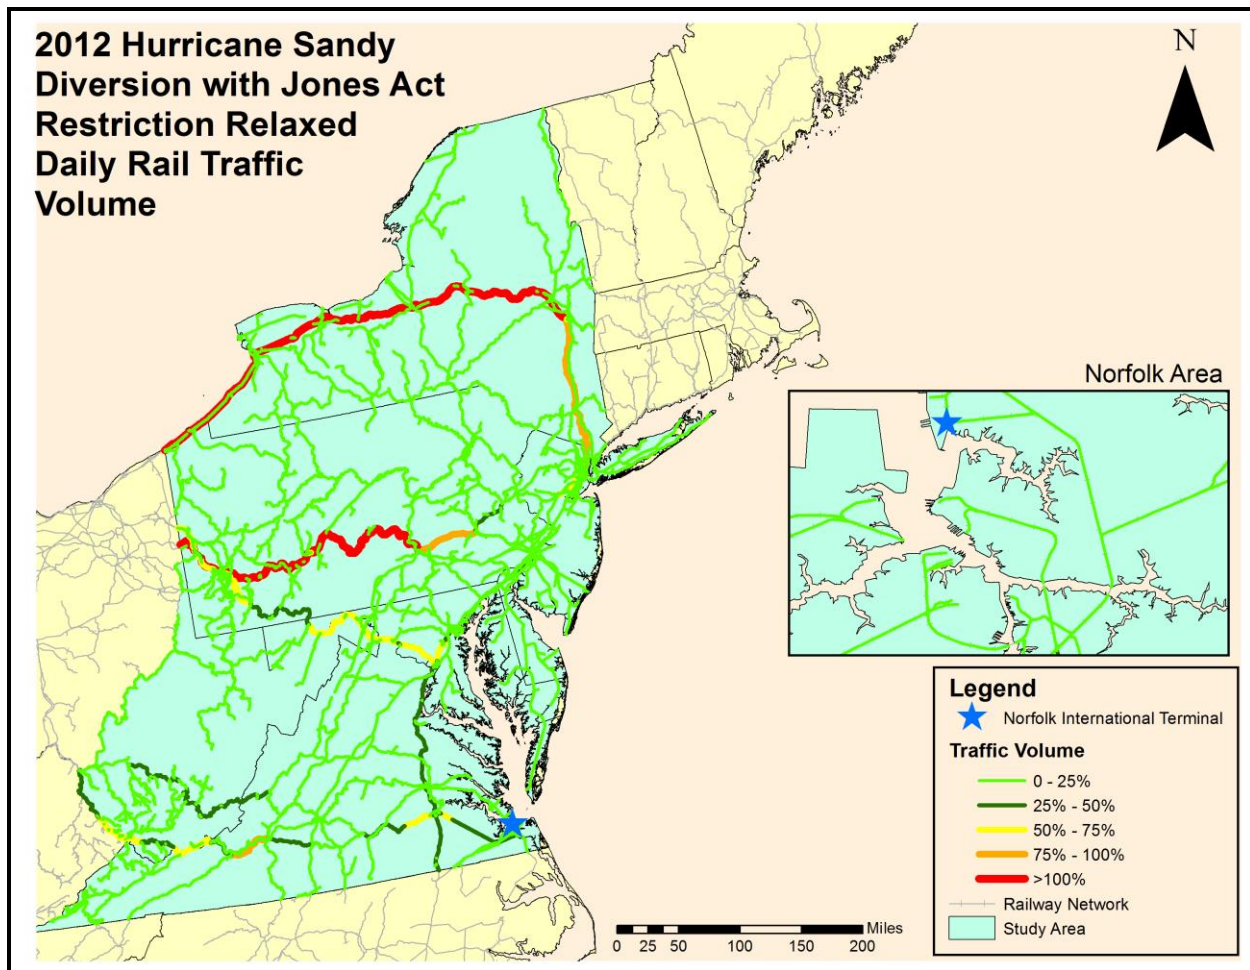 2012 Hurricane Sandy
Diversion with Jones Act
Restriction Relaxed
Daily Rail Traffic
Volume
N
Norfolk Area
Legend
Norfolk International Terminal
Traffic Volume
0 - 25%
25% - 50%
50% - 75%
75% - 100%
>100%
Railway Network
Study Area
Miles
0 25 50 100 150 200